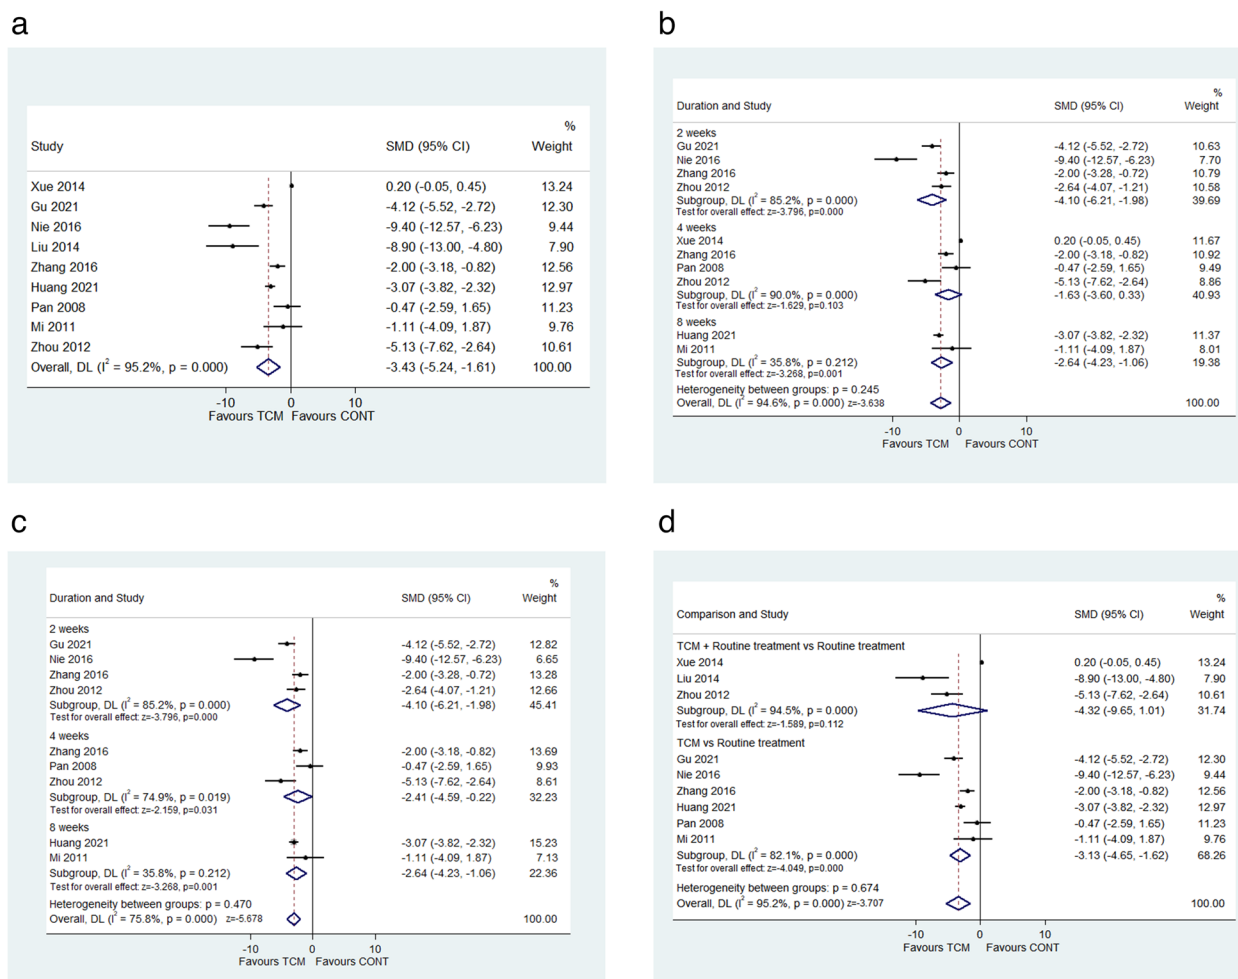 a
%
Study SMD (95% CI) Weight
Xue 2014 0.20 (-0.05, 0.45) 13.24
Gu 2021 -4.12 (-5.52, -2.72) 12.30
Nie 2016 -9.40 (-12.57, -6.23) 9.44
Liu 2014 -8.90 (-13.00, -4.80) 7.90
Zhang 2016 -2.00 (-3.18, -0.82) 12.56
Huang 2021 -3.07 (-3.82, -2.32) 12.97
Pan 2008 -0.47 (-2.59, 1.65) 11.23
Mi 2011 -1.11 (-4.09, 1.87) 9.76
Zhou 2012 -5.13 (-7.62, -2.64) 10.61
Overall, DL (I² = 95.2%, p = 0.000) -3.43 (-5.24, -1.61) 100.00
-10 0 10
Favours TCM Favours CONT
b
%
Duration and Study SMD (95% CI) Weight
2 weeks
Gu 2021 -4.12 (-5.52, -2.72) 10.63
Nie 2016 -9.40 (-12.57, -6.23) 7.70
Zhang 2016 -2.00 (-3.28, -0.72) 10.79
Zhou 2012 -2.64 (-4.07, -1.21) 10.58
Subgroup, DL (I² = 85.2%, p = 0.000) -4.10 (-6.21, -1.98) 39.69
Test for overall effect: z=-3.796, p=0.000
4 weeks
Xue 2014 0.20 (-0.05, 0.45) 11.67
Zhang 2016 -2.00 (-3.18, -0.82) 10.92
Pan 2008 -0.47 (-2.59, 1.65) 9.49
Zhou 2012 -5.13 (-7.62, -2.64) 8.86
Subgroup, DL (I² = 90.0%, p = 0.000) -1.63 (-3.60, 0.33) 40.93
Test for overall effect: z=-1.629, p=0.103
8 weeks
Huang 2021 -3.07 (-3.82, -2.32) 11.37
Mi 2011 -1.11 (-4.09, 1.87) 8.01
Subgroup, DL (I² = 35.8%, p = 0.212) -2.64 (-4.23, -1.06) 19.38
Test for overall effect: z=-3.268, p=0.001
Heterogeneity between groups: p = 0.245
Overall, DL (I² = 94.6%, p = 0.000) z=-3.638 100.00
-10 0 10
Favours TCM Favours CONT
c
%
Duration and Study SMD (95% CI) Weight
2 weeks
Gu 2021 -4.12 (-5.52, -2.72) 12.82
Nie 2016 -9.40 (-12.57, -6.23) 6.65
Zhang 2016 -2.00 (-3.28, -0.72) 13.28
Zhou 2012 -2.64 (-4.07, -1.21) 12.66
Subgroup, DL (I² = 85.2%, p = 0.000) -4.10 (-6.21, -1.98) 45.41
Test for overall effect: z=-3.796, p=0.000
4 weeks
Zhang 2016 -2.00 (-3.18, -0.82) 13.69
Pan 2008 -0.47 (-2.59, 1.65) 9.93
Zhou 2012 -5.13 (-7.62, -2.64) 8.61
Subgroup, DL (I² = 74.9%, p = 0.019) -2.41 (-4.59, -0.22) 32.23
Test for overall effect: z=-2.159, p=0.031
8 weeks
Huang 2021 -3.07 (-3.82, -2.32) 15.23
Mi 2011 -1.11 (-4.09, 1.87) 7.13
Subgroup, DL (I² = 35.8%, p = 0.212) -2.64 (-4.23, -1.06) 22.36
Test for overall effect: z=-3.268, p=0.001
Heterogeneity between groups: p = 0.470
Overall, DL (I² = 75.8%, p = 0.000) z=-5.678 100.00
-10 0 10
Favours TCM Favours CONT
d
%
Comparison and Study SMD (95% CI) Weight
TCM + Routine treatment vs Routine treatment
Xue 2014 0.20 (-0.05, 0.45) 13.24
Liu 2014 -8.90 (-13.00, -4.80) 7.90
Zhou 2012 -5.13 (-7.62, -2.64) 10.61
Subgroup, DL (I² = 94.5%, p = 0.000) -4.32 (-9.65, 1.01) 31.74
Test for overall effect: z=-1.589, p=0.112
TCM vs Routine treatment
Gu 2021 -4.12 (-5.52, -2.72) 12.30
Nie 2016 -9.40 (-12.57, -6.23) 9.44
Zhang 2016 -2.00 (-3.18, -0.82) 12.56
Huang 2021 -3.07 (-3.82, -2.32) 12.97
Pan 2008 -0.47 (-2.59, 1.65) 11.23
Mi 2011 -1.11 (-4.09, 1.87) 9.76
Subgroup, DL (I² = 82.1%, p = 0.000) -3.13 (-4.65, -1.62) 68.26
Test for overall effect: z=-4.049, p=0.000
Heterogeneity between groups: p = 0.674
Overall, DL (I² = 95.2%, p = 0.000) z=-3.707 100.00
-10 0 10
Favours TCM Favours CONT